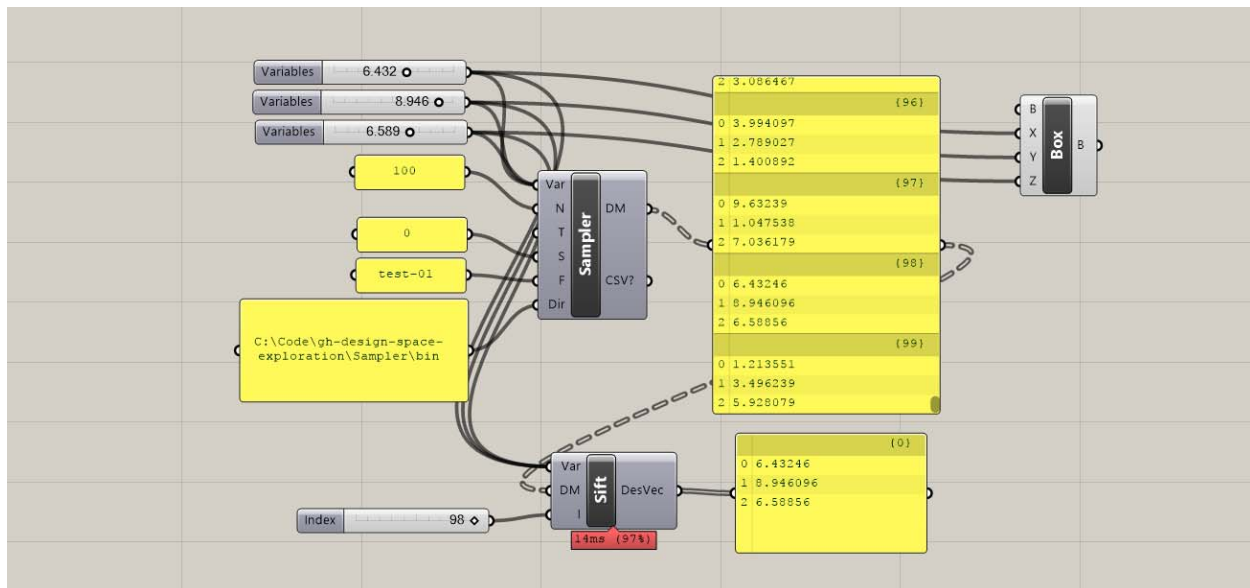 Variables 6.432
Variables 8.946
Variables 6.589
100
0
test-01
C:\Code\gh-design-space-
exploration\Sampler\bin
Var
N
T
S
F
Dir
Sampler
DM
CSV?
2 3.086467
{96}
0 3.994097
1 2.789027
2 1.400892
{97}
0 9.63239
1 1.047538
2 7.036179
{98}
0 6.43246
1 8.946096
2 6.58856
{99}
0 1.213551
1 3.496239
2 5.928079
B
X
Y
Z
Box
B
Index 98
Var
DM
I
Sift
DesVec
14ms (97%)
{0}
0 6.43246
1 8.946096
2 6.58856